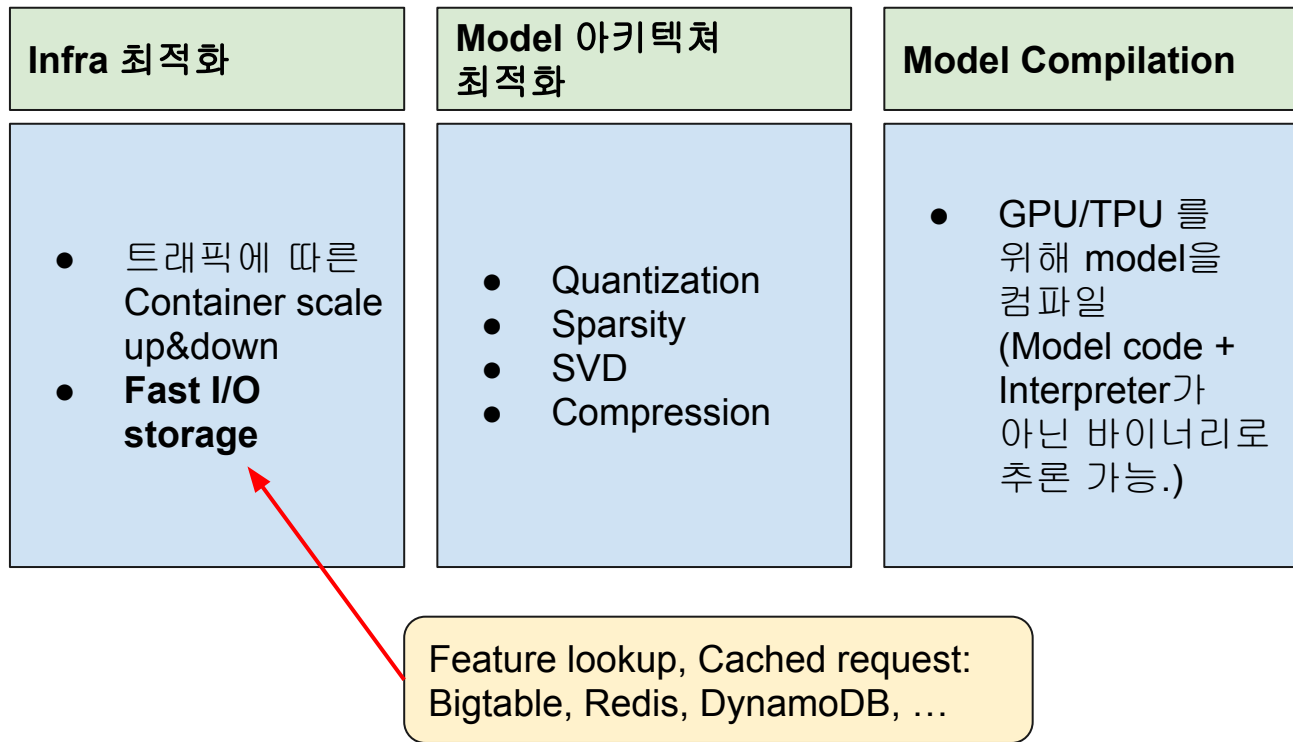 Infra 최적화
Model 아키텍쳐
최적화
Model Compilation
● 트래픽에 따른
Container scale
up&down
● Fast I/O
storage
● Quantization
● Sparsity
● SVD
● Compression
● GPU/TPU 를
위해 model을
컴파일
(Model code +
Interpreter가
아닌 바이너리로
추론 가능.)
Feature lookup, Cached request:
Bigtable, Redis, DynamoDB, …